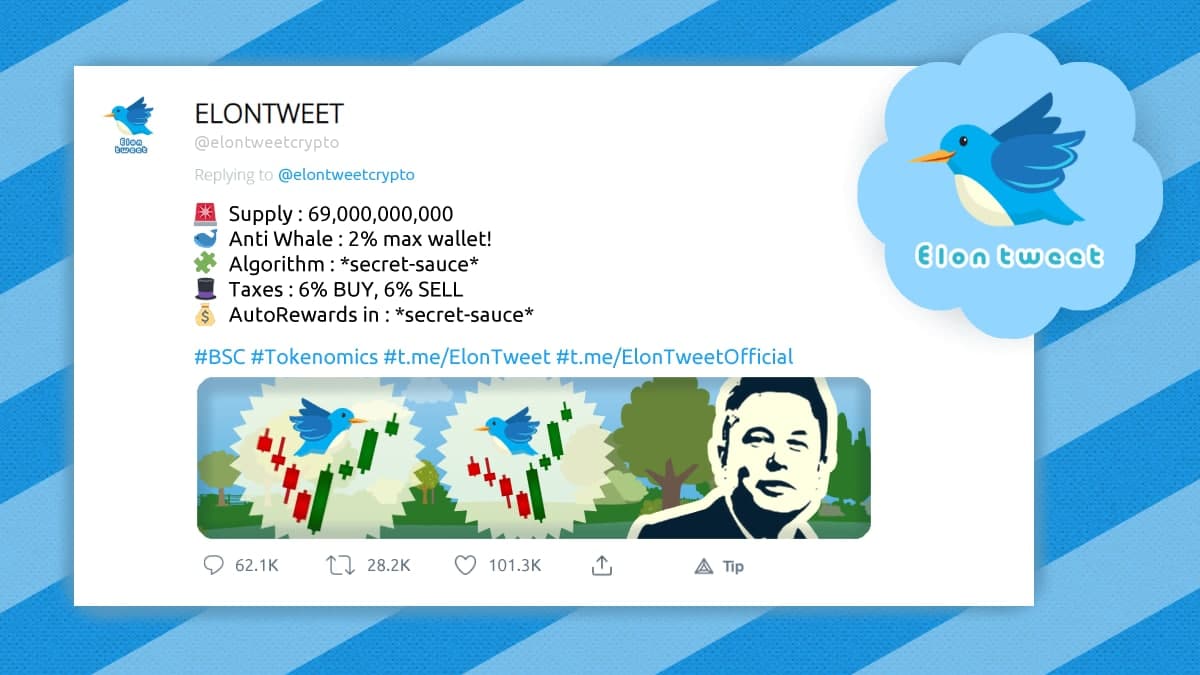 ELONTWEET
@elontweetcrypto
Replying to @elontweetcrypto
Supply : 69,000,000,000
Anti Whale : 2% max wallet!
Algorithm : *secret-sauce*
Taxes : 6% BUY, 6% SELL
AutoRewards in : *secret-sauce*
#BSC #Tokenomics #t.me/ElonTweet #t.me/ElonTweetOfficial
62.1K 28.2K 101.3K Tip
Elon
tweet
Elon tweet